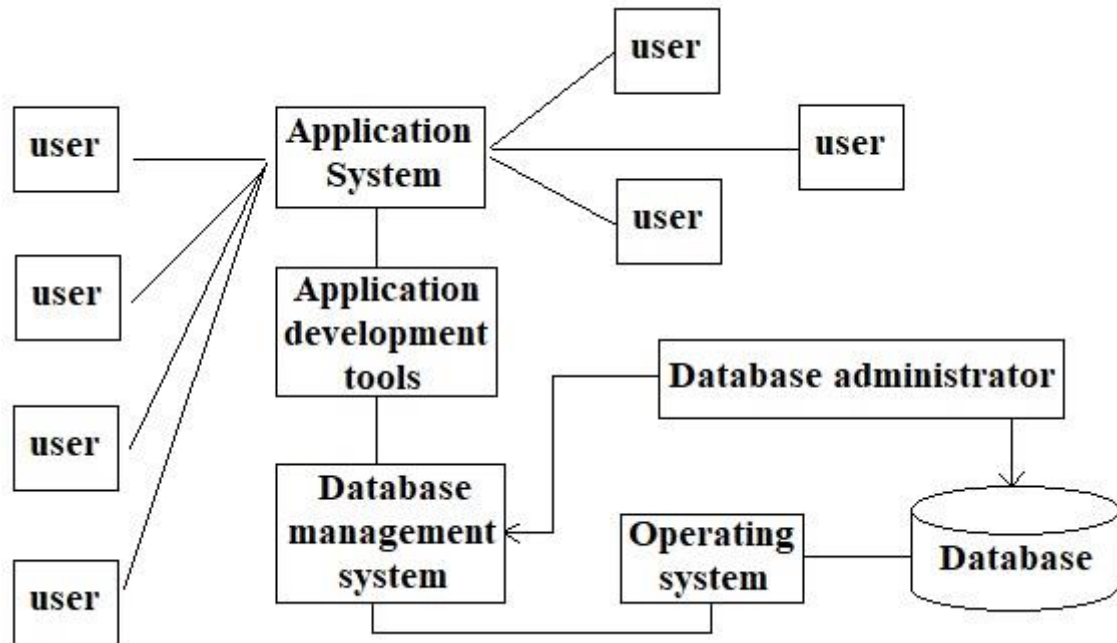 user
user
Application
System
user
user
user
user
Application
development
tools
Database administrator
user
Database
management
system
Operating
system
Database
user